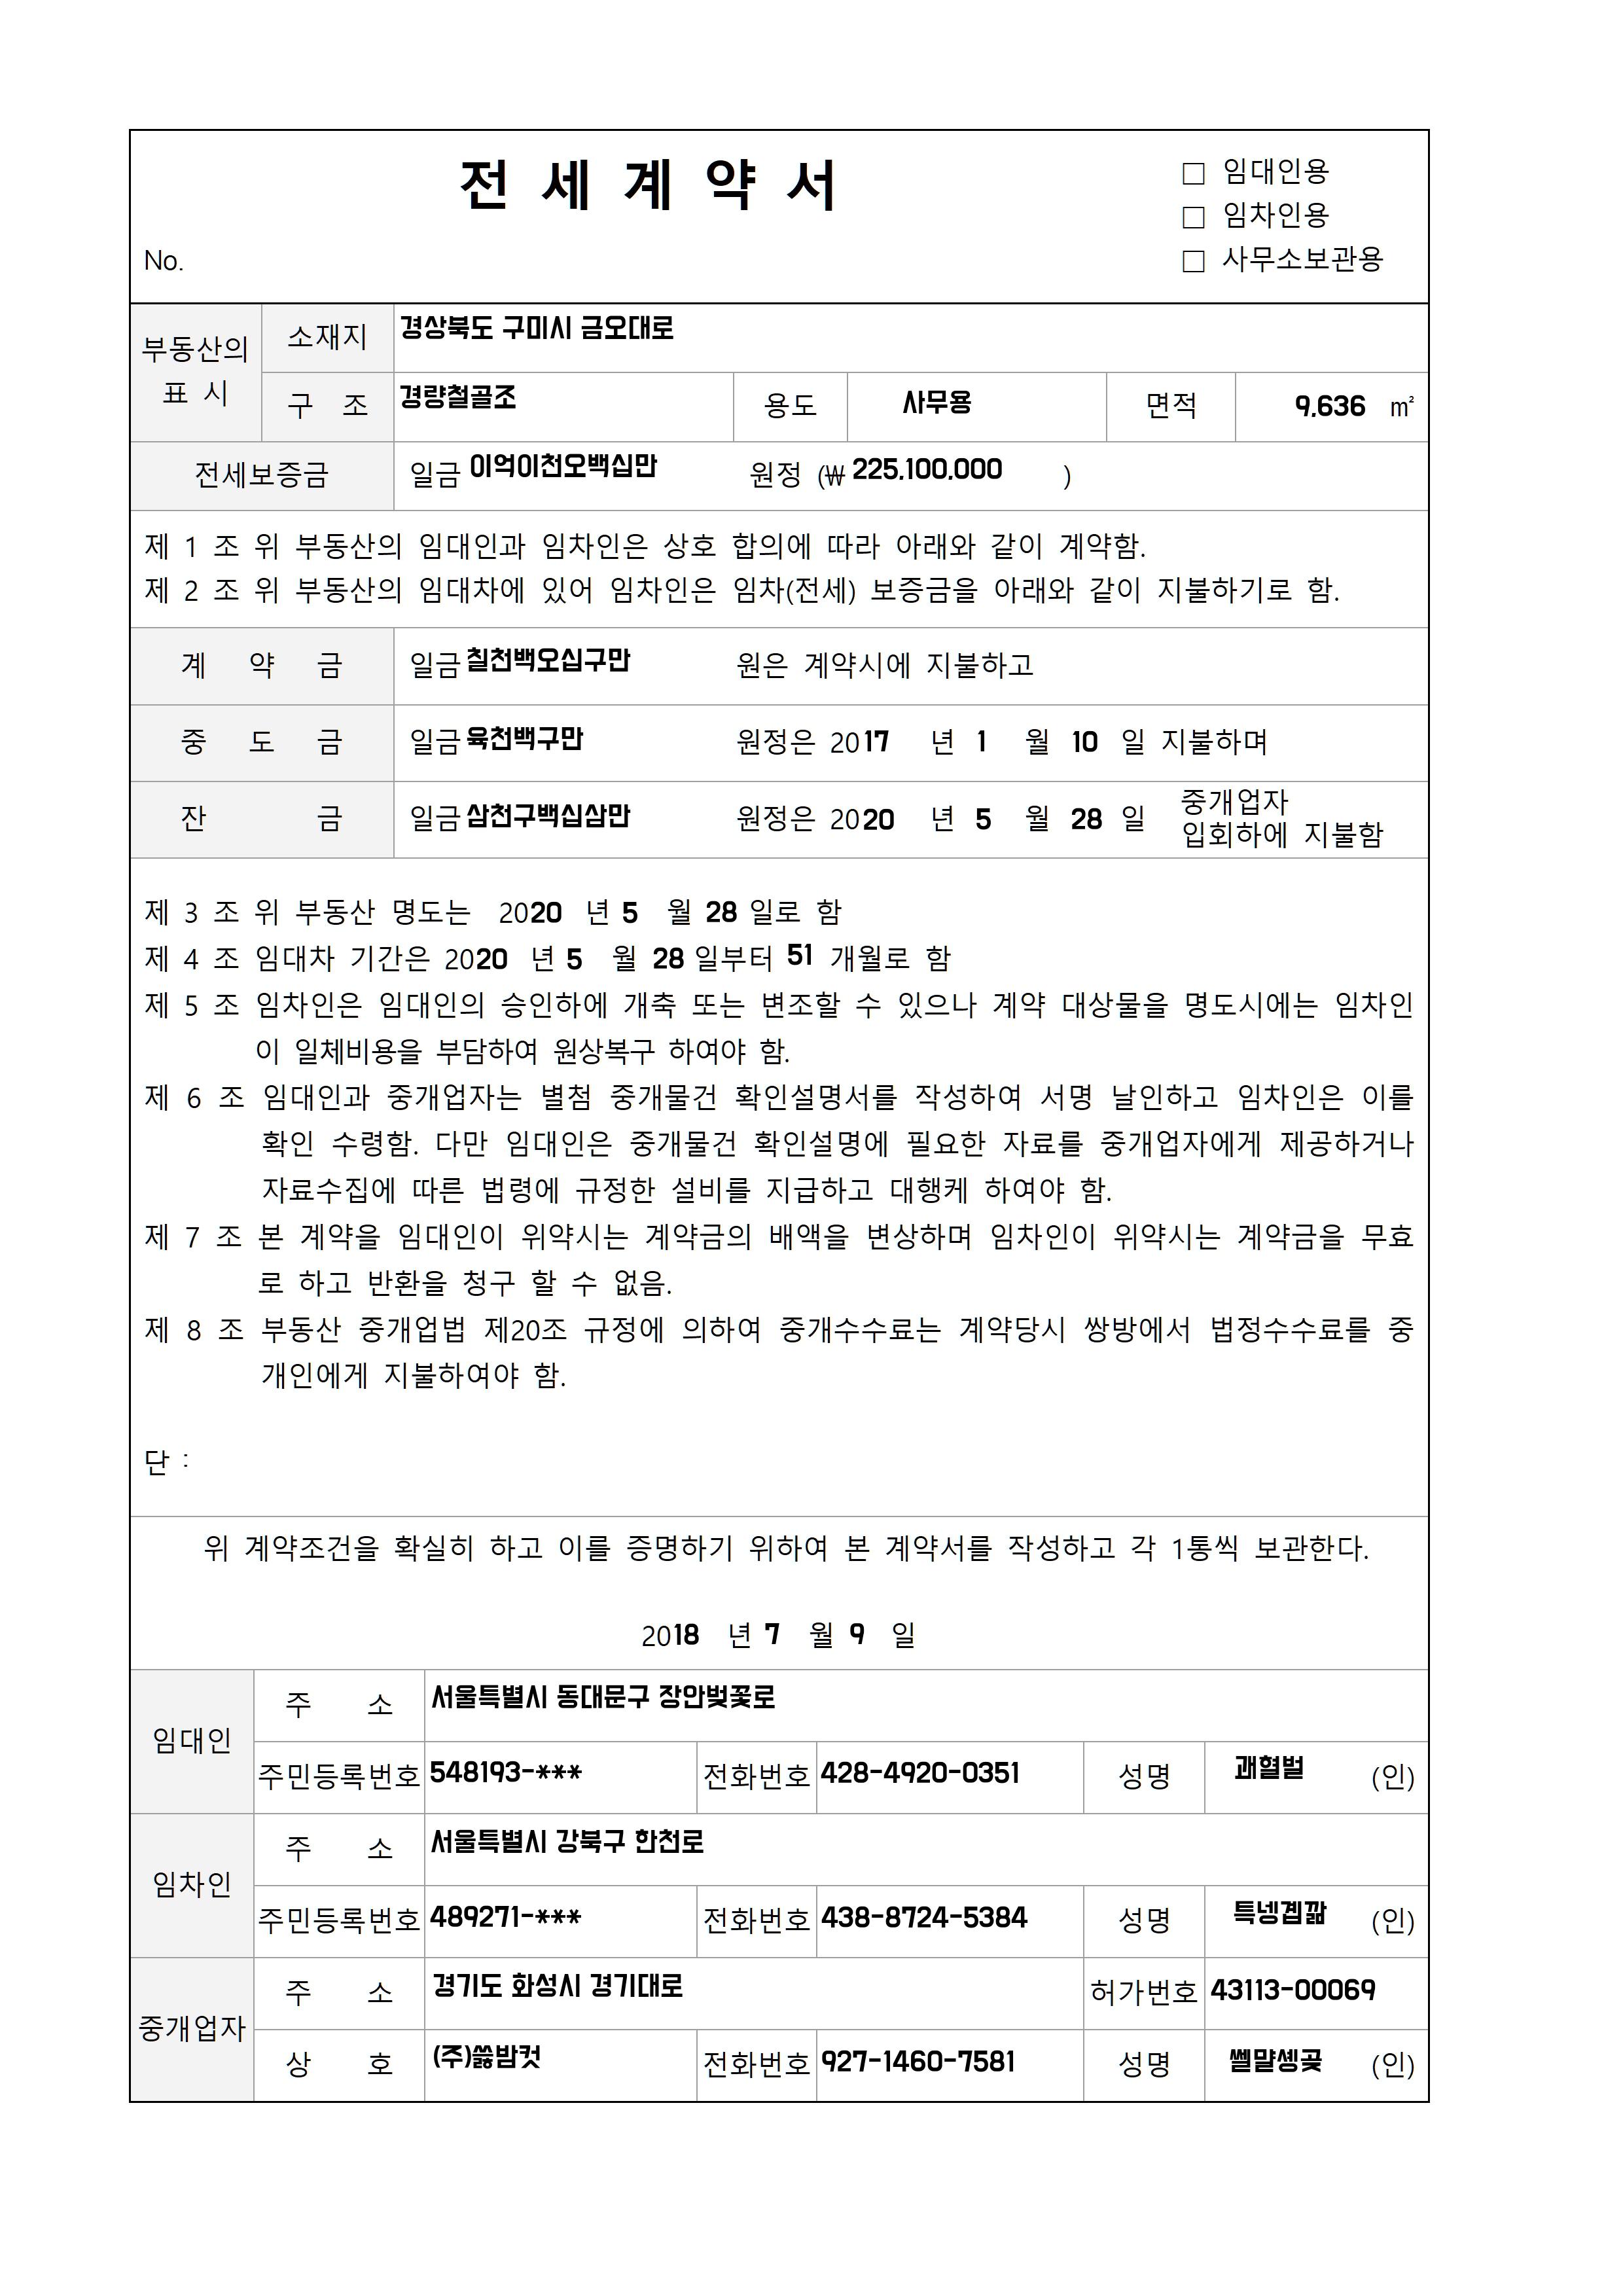 전 세 계 약 서
□ 임대인용
□ 임차인용
□ 사무소보관용
No.
부동산의 표 시
소재지 경상북도 구미시 금오대로
구 조 경량철골조 용도 사무용 면적 9,636 ㎡
전세보증금 일금 이억이천오백십만 원정 (₩ 225,100,000 )
제 1 조 위 부동산의 임대인과 임차인은 상호 합의에 따라 아래와 같이 계약함.
제 2 조 위 부동산의 임대차에 있어 임차인은 임차(전세) 보증금을 아래와 같이 지불하기로 함.
계 약 금 일금 칠천백오십구만 원은 계약시에 지불하고
중 도 금 일금 육천백구만 원정은 2017 년 1 월 10 일 지불하며
잔 금 일금 삼천구백십삼만 원정은 2020 년 5 월 28 일 중개업자
입회하에 지불함
제 3 조 위 부동산 명도는 2020 년 5 월 28 일로 함
제 4 조 임대차 기간은 2020 년 5 월 28 일부터 51 개월로 함
제 5 조 임차인은 임대인의 승인하에 개축 또는 변조할 수 있으나 계약 대상물을 명도시에는 임차인
이 일체비용을 부담하여 원상복구 하여야 함.
제 6 조 임대인과 중개업자는 별첨 중개물건 확인설명서를 작성하여 서명 날인하고 임차인은 이를
확인 수령함. 다만 임대인은 중개물건 확인설명에 필요한 자료를 중개업자에게 제공하거나
자료수집에 따른 법령에 규정한 설비를 지급하고 대행케 하여야 함.
제 7 조 본 계약을 임대인이 위약시는 계약금의 배액을 변상하며 임차인이 위약시는 계약금을 무효
로 하고 반환을 청구 할 수 없음.
제 8 조 부동산 중개업법 제20조 규정에 의하여 중개수수료는 계약당시 쌍방에서 법정수수료를 중
개인에게 지불하여야 함.
단 :
위 계약조건을 확실히 하고 이를 증명하기 위하여 본 계약서를 작성하고 각 1통씩 보관한다.
2018 년 7 월 9 일
임대인
주 소 서울특별시 동대문구 장안벚꽃로
주민등록번호 548193-*** 전화번호 428-4920-0351 성명 괘혈벌 (인)
임차인
주 소 서울특별시 강북구 한천로
주민등록번호 489271-*** 전화번호 438-8724-5384 성명 (인)
중개업자
주 소 경기도 화성시 경기대로 허가번호 43113-00069
상 호 전화번호 927-1460-7581 성명 (인)